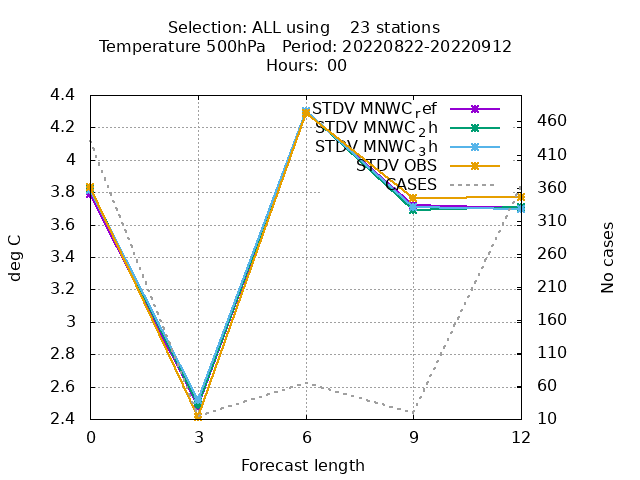 Selection: ALL using 23 stations
Temperature 500hPa Period: 20220822-20220912
Hours: 00
4.4
4.2
4
3.8
3.6
3.4
3.2
3
2.8
2.6
2.4
deg C
STDV MNWCref
STDV MNWC2h
STDV MNWC3h
STDV OBS
CASES
460
410
360
310
260
210
160
110
60
10
No cases
0 3 6 9 12
Forecast length